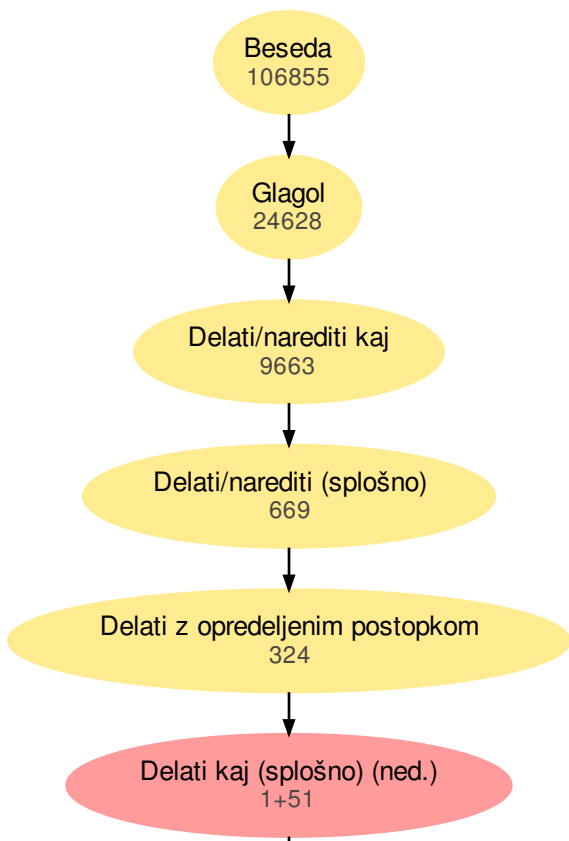 Beseda
106855
Glagol
24628
Delati/narediti kaj
9663
Delati/narediti (splošno)
669
Delati z opredeljenim postopkom
324
Delati kaj (splošno) (ned.)
1+51